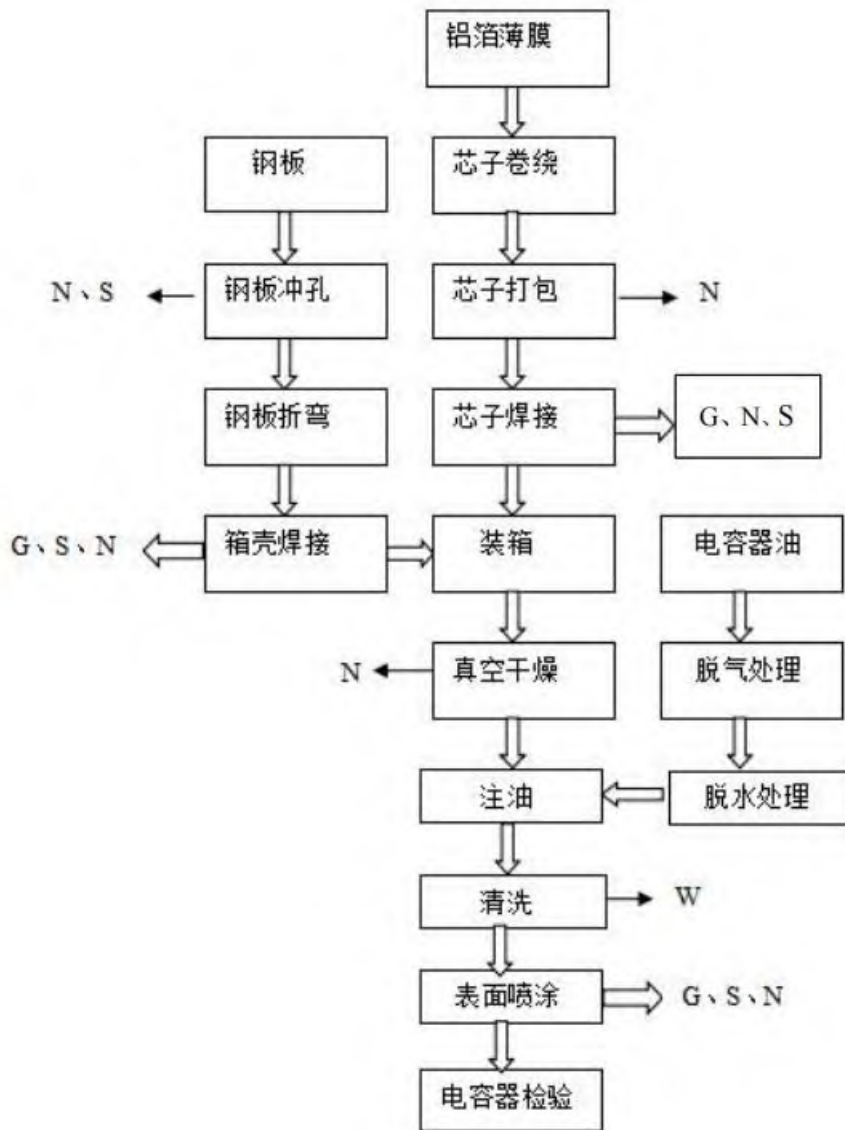 铝箔薄膜
钢板
芯子卷绕
N、S
钢板冲孔
芯子打包
N
钢板折弯
芯子焊接
G、N、S
G、S、N
箱壳焊接
装箱
电容器油
N
真空干燥
脱气处理
注油
脱水处理
清洗
W
表面喷涂
G、S、N
电容器检验